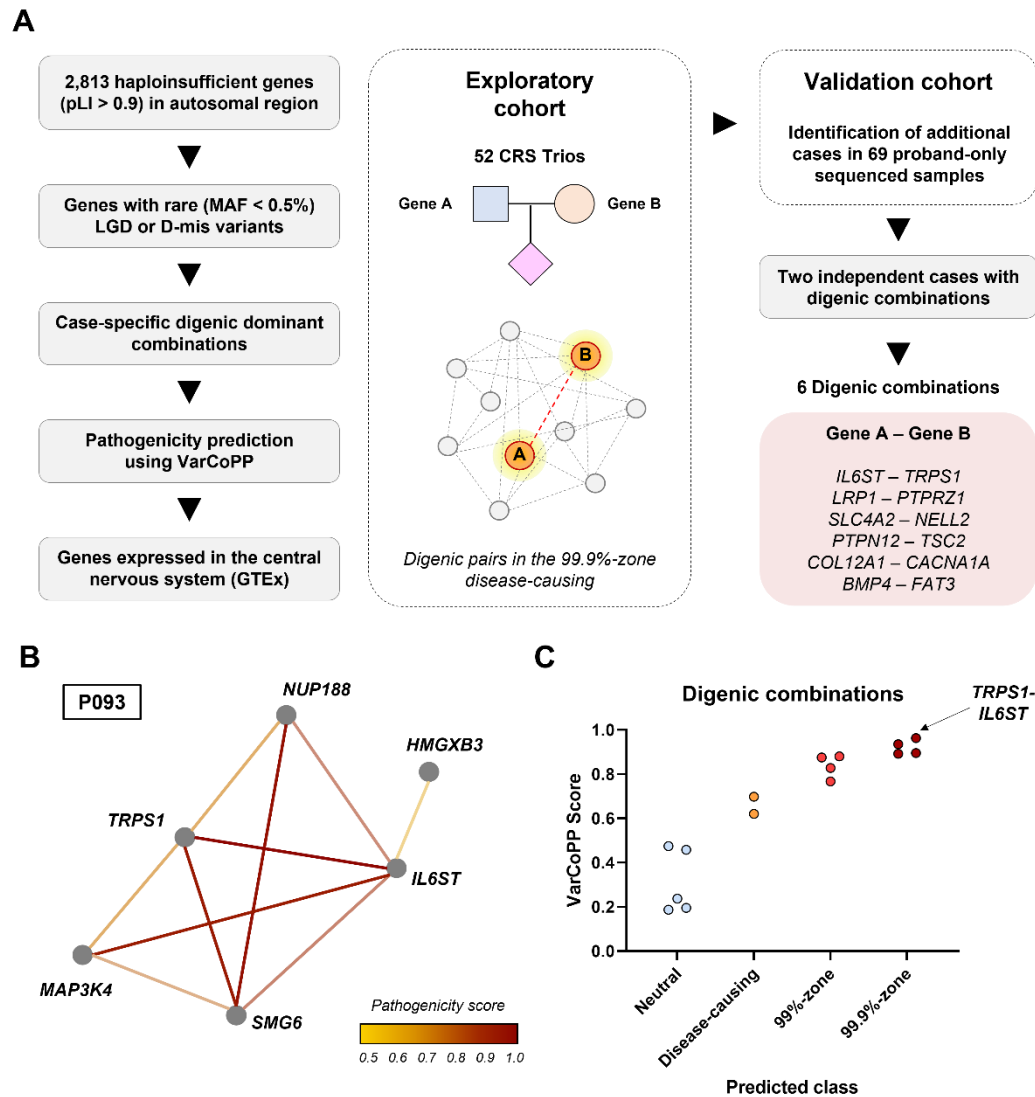 A
2,813 haploinsufficient genes
(pLI > 0.9) in autosomal region
Genes with rare (MAF < 0.5%)
LGD or D-mis variants
Case-specific digenic dominant
combinations
Pathogenicity prediction
using VarCoPP
Genes expressed in the central
nervous system (GTEx)
Exploratory
cohort
52 CRS Trios
Gene A
Gene B
B
A
Digenic pairs in the 99.9%-zone
disease-causing
Validation cohort
Identification of additional
cases in 69 proband-only
sequenced samples
Two independent cases with
digenic combinations
6 Digenic combinations
Gene A – Gene B
IL6ST – TRPS1
LRP1 – PTPRZ1
SLC4A2 – NELL2
PTPN12 – TSC2
COL12A1 – CACNA1A
BMP4 – FAT3
B
P093
NUP188
HMGXB3
TRPS1
IL6ST
MAP3K4
SMG6
Pathogenicity score
0.5 0.6 0.7 0.8 0.9 1.0
C
Digenic combinations
TRPS1-
IL6ST
VarCoPP Score
1.0
0.8
0.6
0.4
0.2
0.0
Neutral
Disease-causing
99%-zone
99.9%-zone
Predicted class